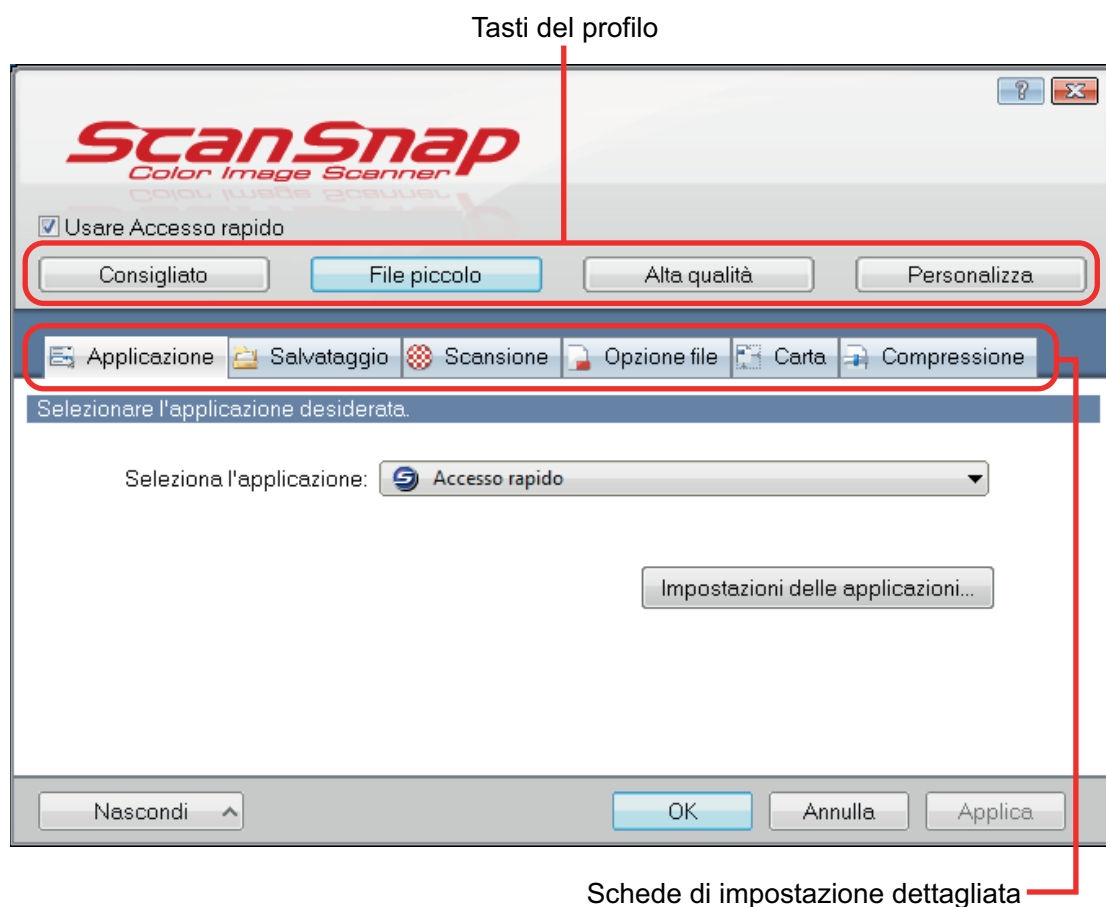 Tasti del profilo
ScanSnap
Color Image Scanner
Usare Accesso rapido
Consigliato File piccolo Alta qualità Personalizza
Applicazione Salvataggio Scansione Opzione file Carta Compressione
Selezionare l'applicazione desiderata.
Seleziona l'applicazione: Accesso rapido
Impostazioni delle applicazioni...
Nascondi OK Annulla Applica
Schede di impostazione dettagliata